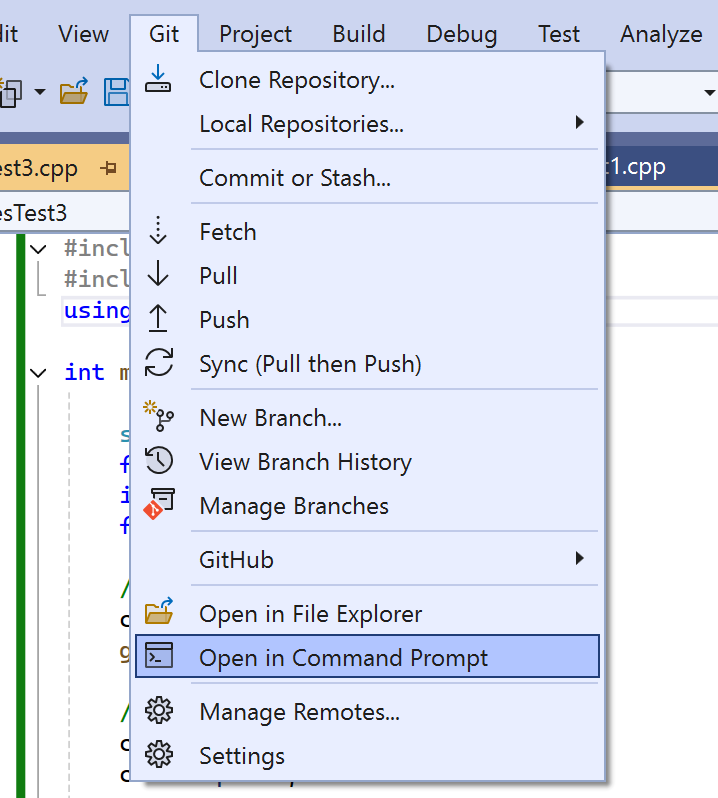 it View Git Project Build Debug Test Analyze
Clone Repository...
Local Repositories...
est3.cpp t1.cpp
Commit or Stash...
esTest3
Fetch
#incl
Pull
#incl
using
Push
Sync (Pull then Push)
int m
New Branch...
View Branch History
Manage Branches
GitHub
Open in File Explorer
Open in Command Prompt
Manage Remotes...
Settings